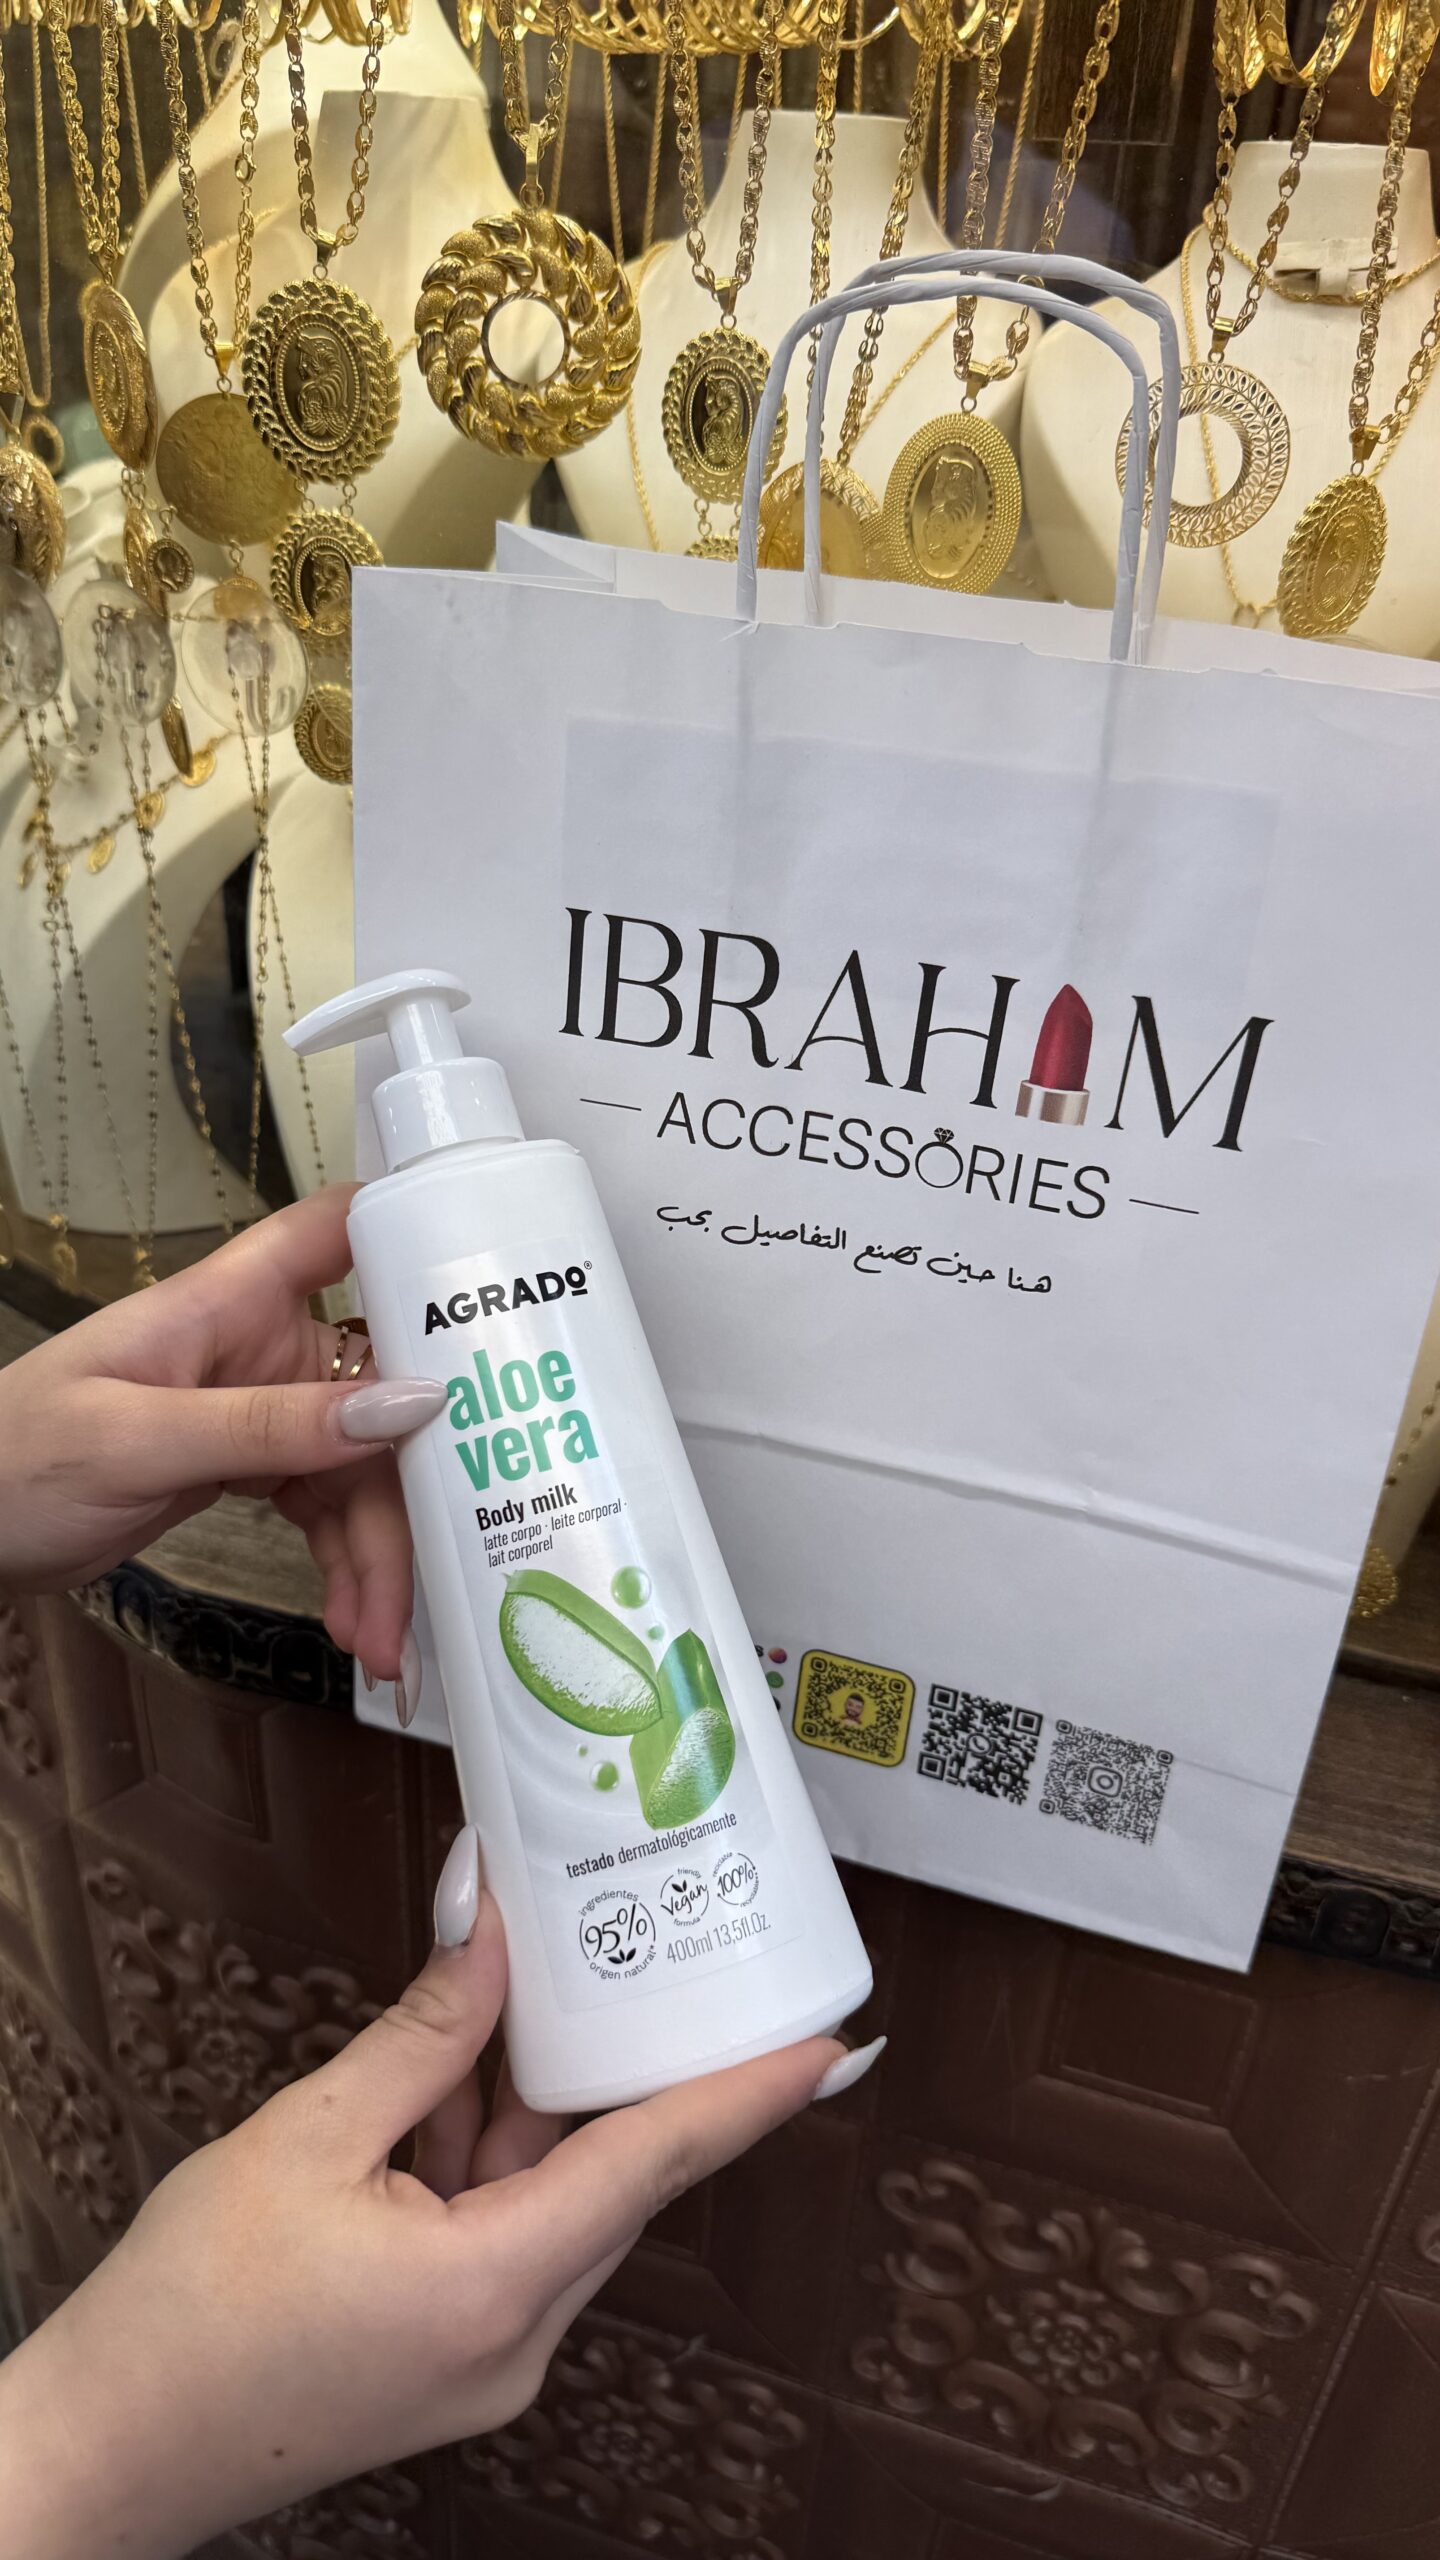 IBRAHIM
ACCESSORIES
هنا حين تصنع التفاصيل بحب
AGRADO®
aloe
vera
Body milk
latte corpo · leite corporal ·
lait corporel
testado dermatológicamente
ingredientes
95%
origen natural*
friendly
Vegan
formula
100%
400ml 13,5fl.Oz.